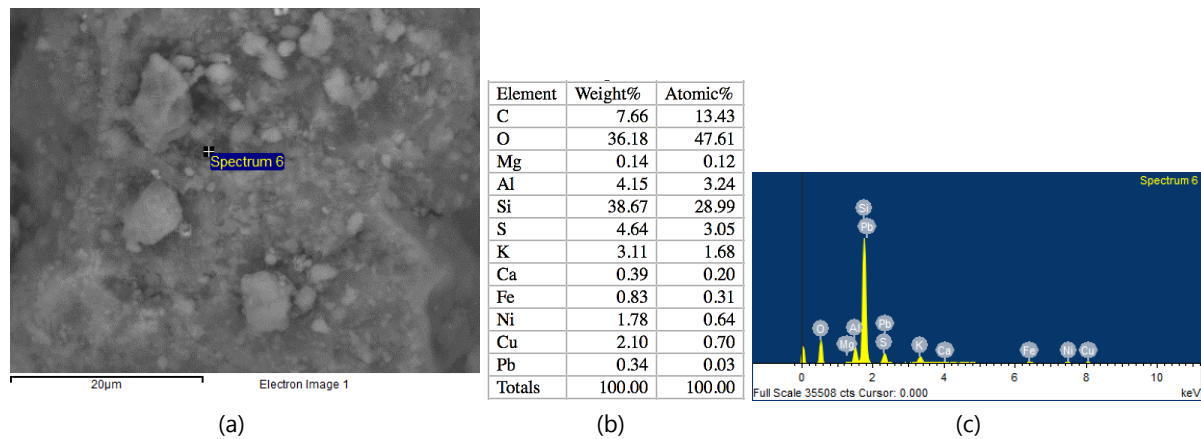 Spectrum 6
20μm
Electron Image 1
(a)
Element Weight% Atomic%
C 7.66 13.43
O 36.18 47.61
Mg 0.14 0.12
Al 4.15 3.24
Si 38.67 28.99
S 4.64 3.05
K 3.11 1.68
Ca 0.39 0.20
Fe 0.83 0.31
Ni 1.78 0.64
Cu 2.10 0.70
Pb 0.34 0.03
Totals 100.00 100.00
(b)
Spectrum 6
Si
Pb
O Mg Al Pb S K Ca Fe Ni Cu
0 2 4 6 8 10
Full Scale 35508 cts Cursor: 0.000 keV
(c)